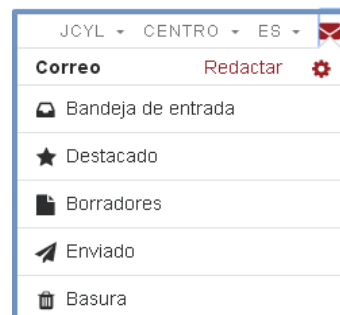 JCYL CENTRO ES
Correo Redactar
Bandeja de entrada
Destacado
Borradores
Enviado
Basura